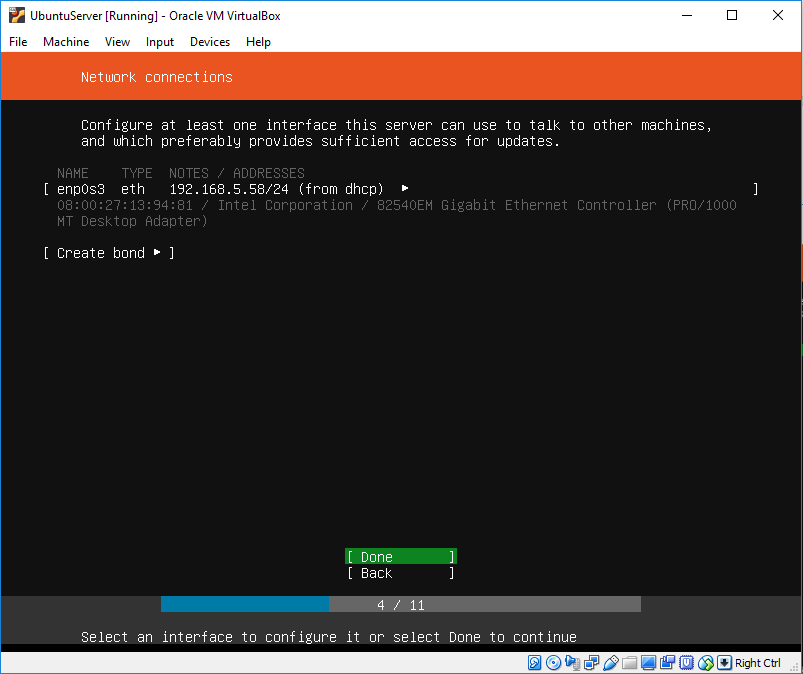 UbuntuServer [Running] - Oracle VM VirtualBox
File Machine View Input Devices Help
Network connections
Configure at least one interface this server can use to talk to other machines,
and which preferably provides sufficient access for updates.
NAME TYPE NOTES / ADDRESSES
[ enp0s3 eth 192.168.5.58/24 (from dhcp) ▸ ]
08:00:27:13:94:81 / Intel Corporation / 82540EM Gigabit Ethernet Controller (PRO/1000
MT Desktop Adapter)
[ Create bond ▸ ]
[ Done ]
[ Back ]
4 / 11
Select an interface to configure it or select Done to continue
Right Ctrl